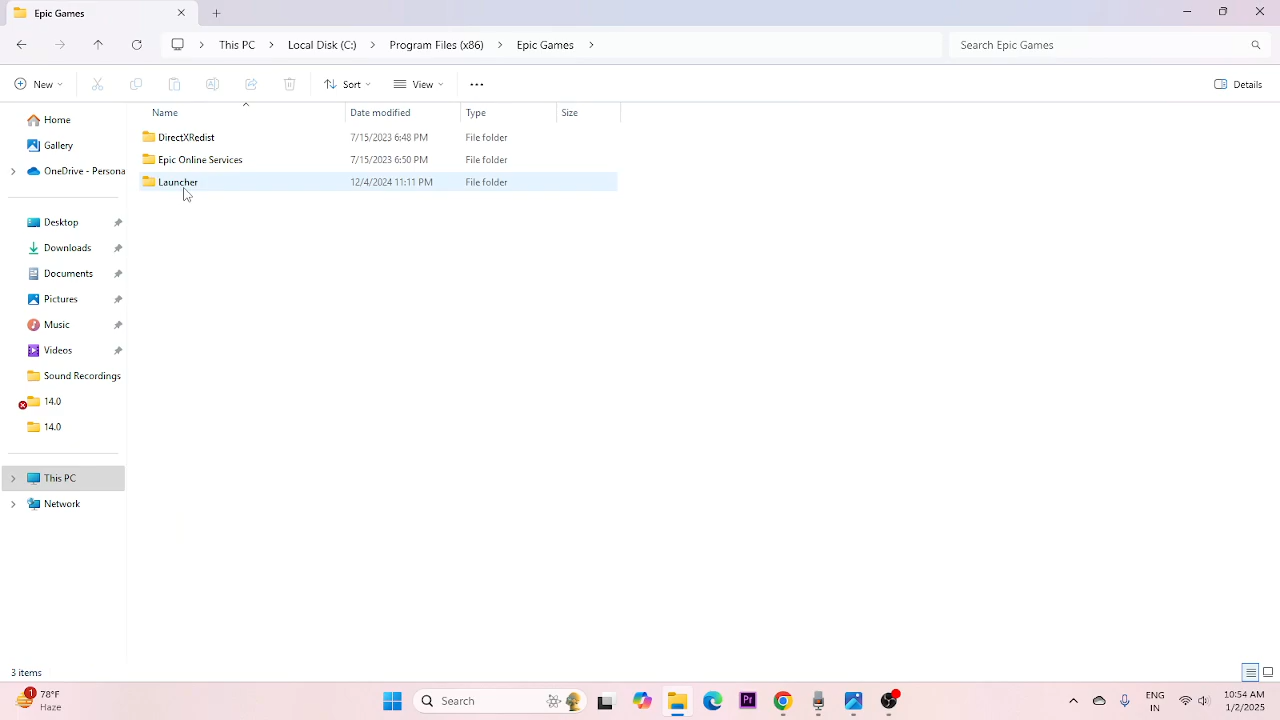 Epic Games
This PC > Local Disk (C:) > Program Files (x86) > Epic Games >
Search Epic Games
New
Sort
View
Details
Name Date modified Type Size
DirectXRedist 7/15/2023 6:48 PM File folder
Epic Online Services 7/15/2023 6:50 PM File folder
Launcher 12/4/2024 11:11 PM File folder
Home
Gallery
OneDrive - Persona
Desktop
Downloads
Documents
Pictures
Music
Videos
Sound Recordings
14.0
14.0
This PC
Network
3 items
1
78°F
Haze
Search
Pr
ENG
IN
10:54 AM
1/2/2025